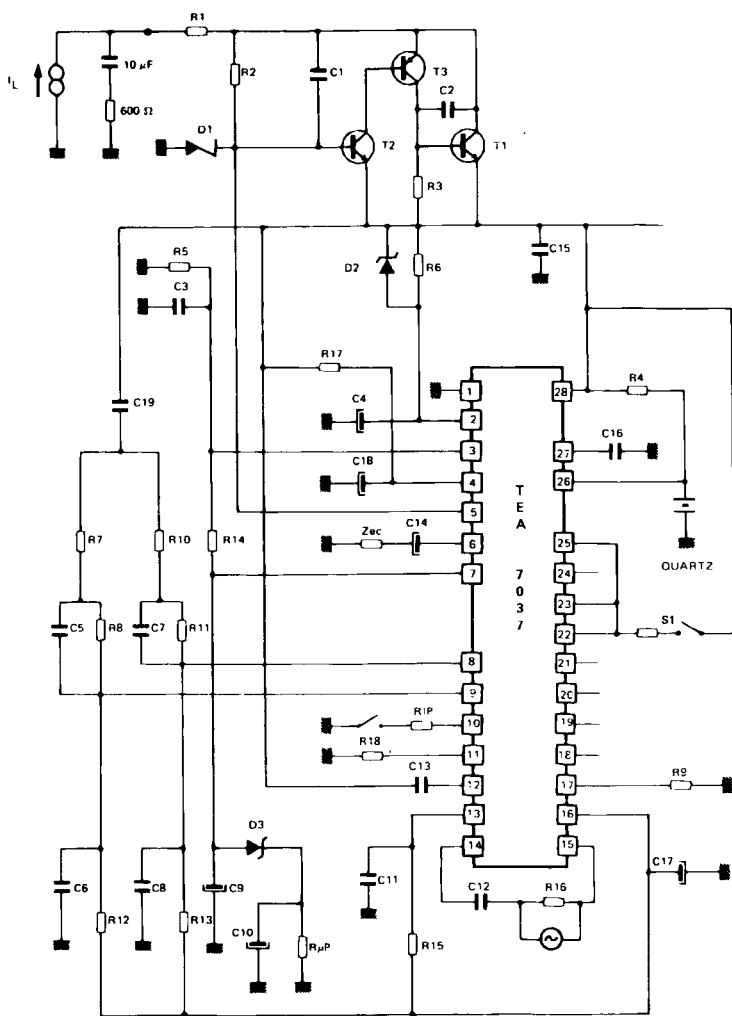 R1
10 µF
R2
C1
T3
IL
C2
600 Ω
D1
T2
T1
R3
R5
D2
R6
C15
C3
R17
R4
1
28
C19
C4
2
C16
3
27
C18
4
T
26
E
5
A
R7
R10
R14
Zec
C14
6
25
QUARTZ
7
7
24
0
23
3
S1
C5
R8
C7
R11
7
22
8
21
9
20
RIP
10
19
R18
11
18
C13
R9
12
17
D3
13
16
14
15
C17
C6
C8
C9
C11
C12
R16
R12
R13
C10
RµP
R15